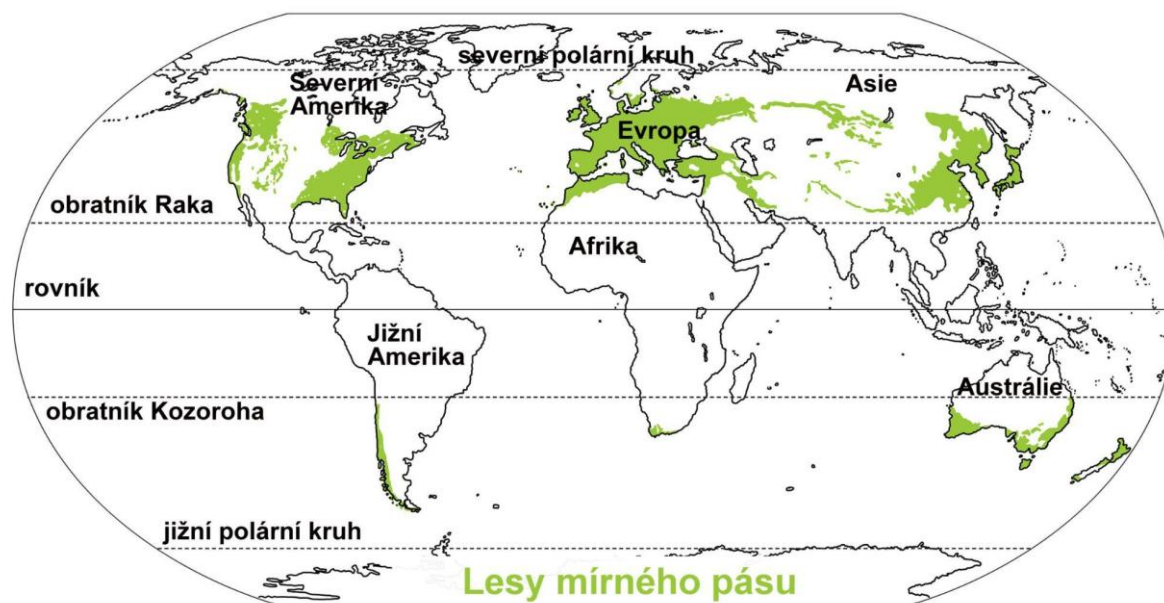 severní polární kruh
Severní
Amerika
Asie
Evropa
obratník Raka
Afrika
rovník
Jižní
Amerika
Austrálie
obratník Kozoroha
jižní polární kruh
Lesy mírného pásu